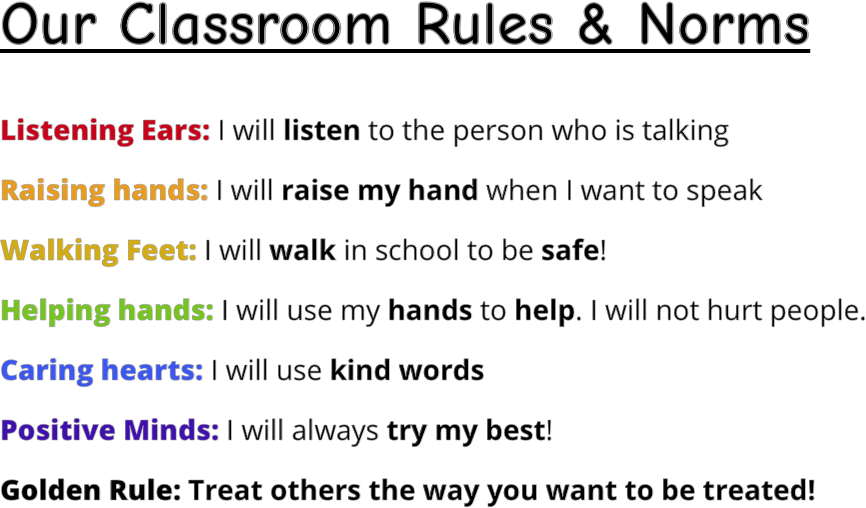 Our Classroom Rules & Norms
Listening Ears: I will listen to the person who is talking
Raising hands: I will raise my hand when I want to speak
Walking Feet: I will walk in school to be safe!
Helping hands: I will use my hands to help. I will not hurt people.
Caring hearts: I will use kind words
Positive Minds: I will always try my best!
Golden Rule: Treat others the way you want to be treated!